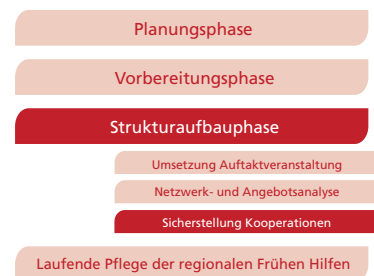 Planungsphase
Vorbereitungsphase
Strukturaufbauphase
Umsetzung Auftaktveranstaltung
Netzwerk- und Angebotsanalyse
Sicherstellung Kooperationen
Laufende Pflege der regionalen Frühen Hilfen